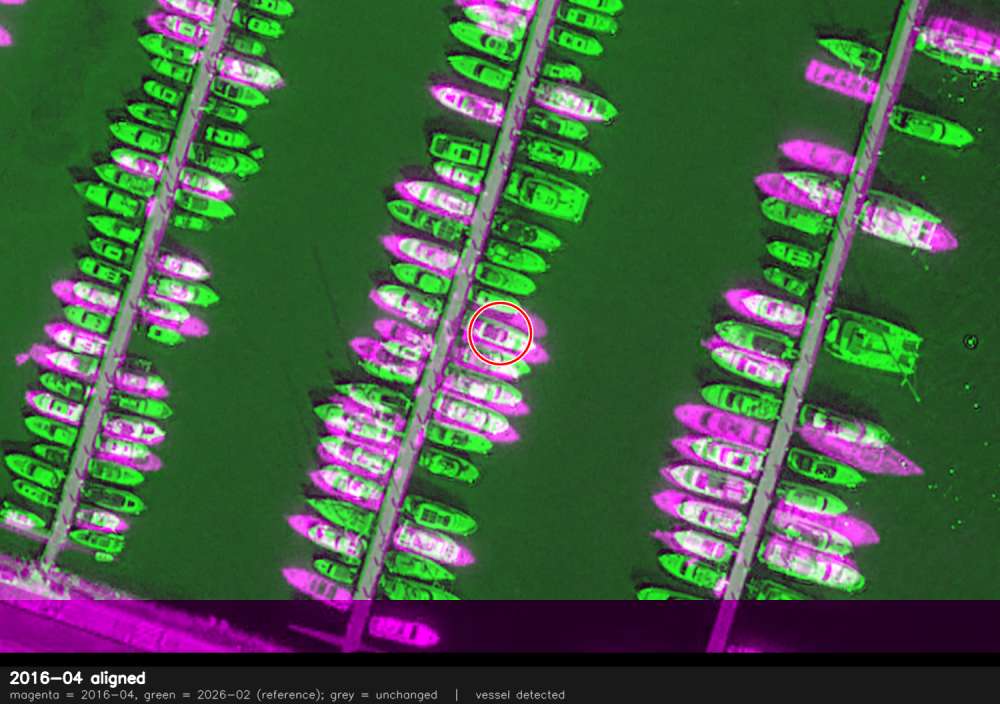 2016-04 aligned
magenta = 2016-04, green = 2026-02 (reference); grey = unchanged | vessel detected